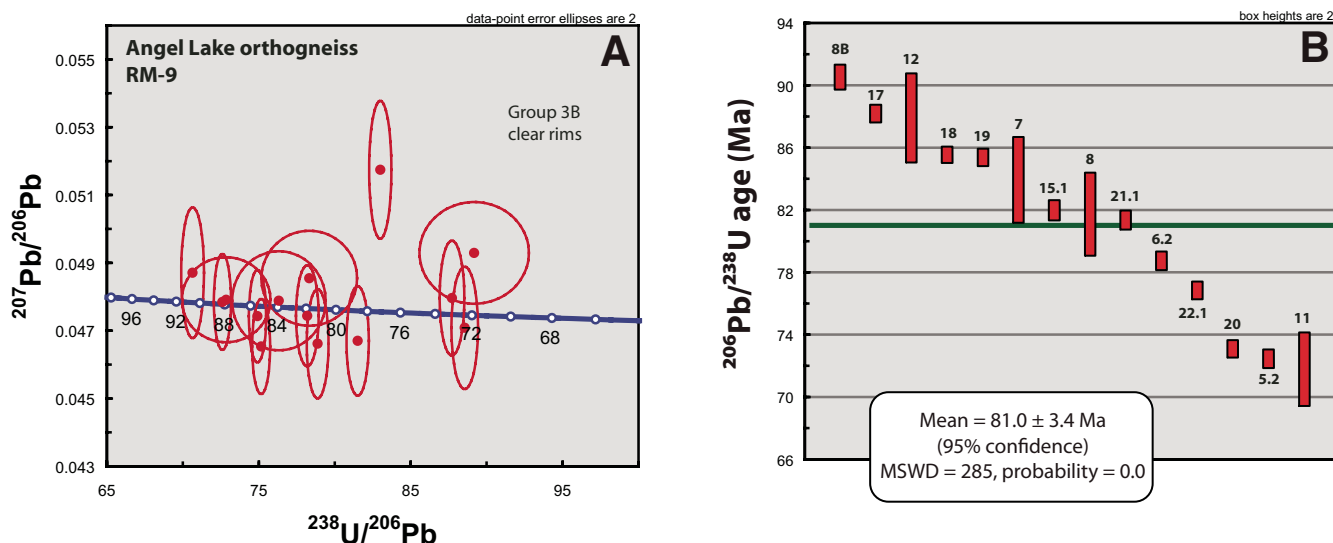 data-point error ellipses are 2
Angel Lake orthogneiss
RM-9
A
Group 3B
clear rims
0.055
0.053
0.051
0.049
0.047
0.045
0.043
207Pb/206Pb
96
92
88
84
80
76
72
68
65
75
85
95
238U/206Pb
box heights are 2
B
94
90
86
82
78
74
70
66
206Pb/238U age (Ma)
8B
17
12
18
19
7
15.1
8
21.1
6.2
22.1
20
5.2
11
Mean = 81.0 ± 3.4 Ma
(95% confidence)
MSWD = 285, probability = 0.0